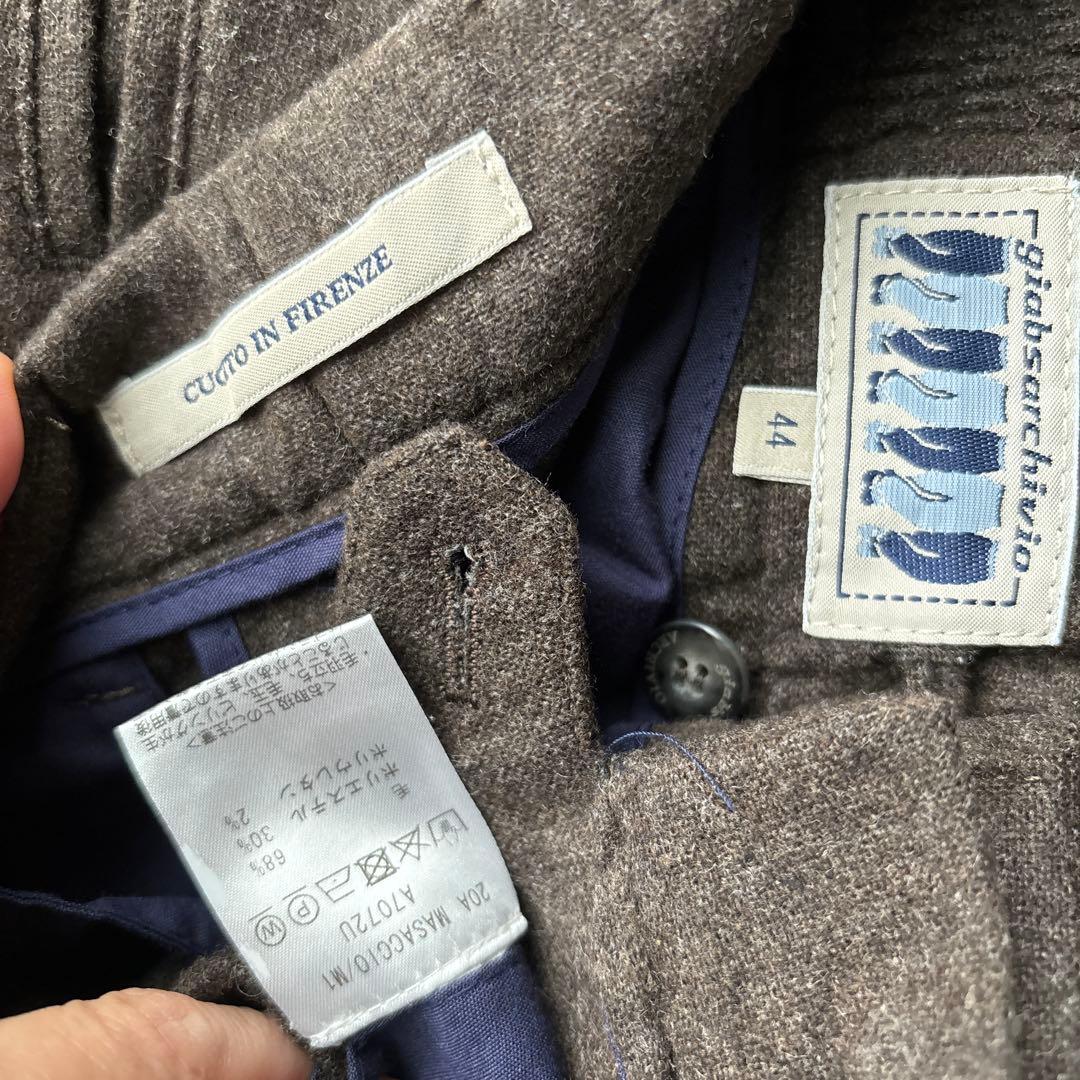 CUCITO IN FIRENZE
giabsarchivio
44
20A MASACCIO/M1
A7072U
毛 68%
ポリエステル 30%
ポリウレタン 2%
＜お取扱上のご注意＞